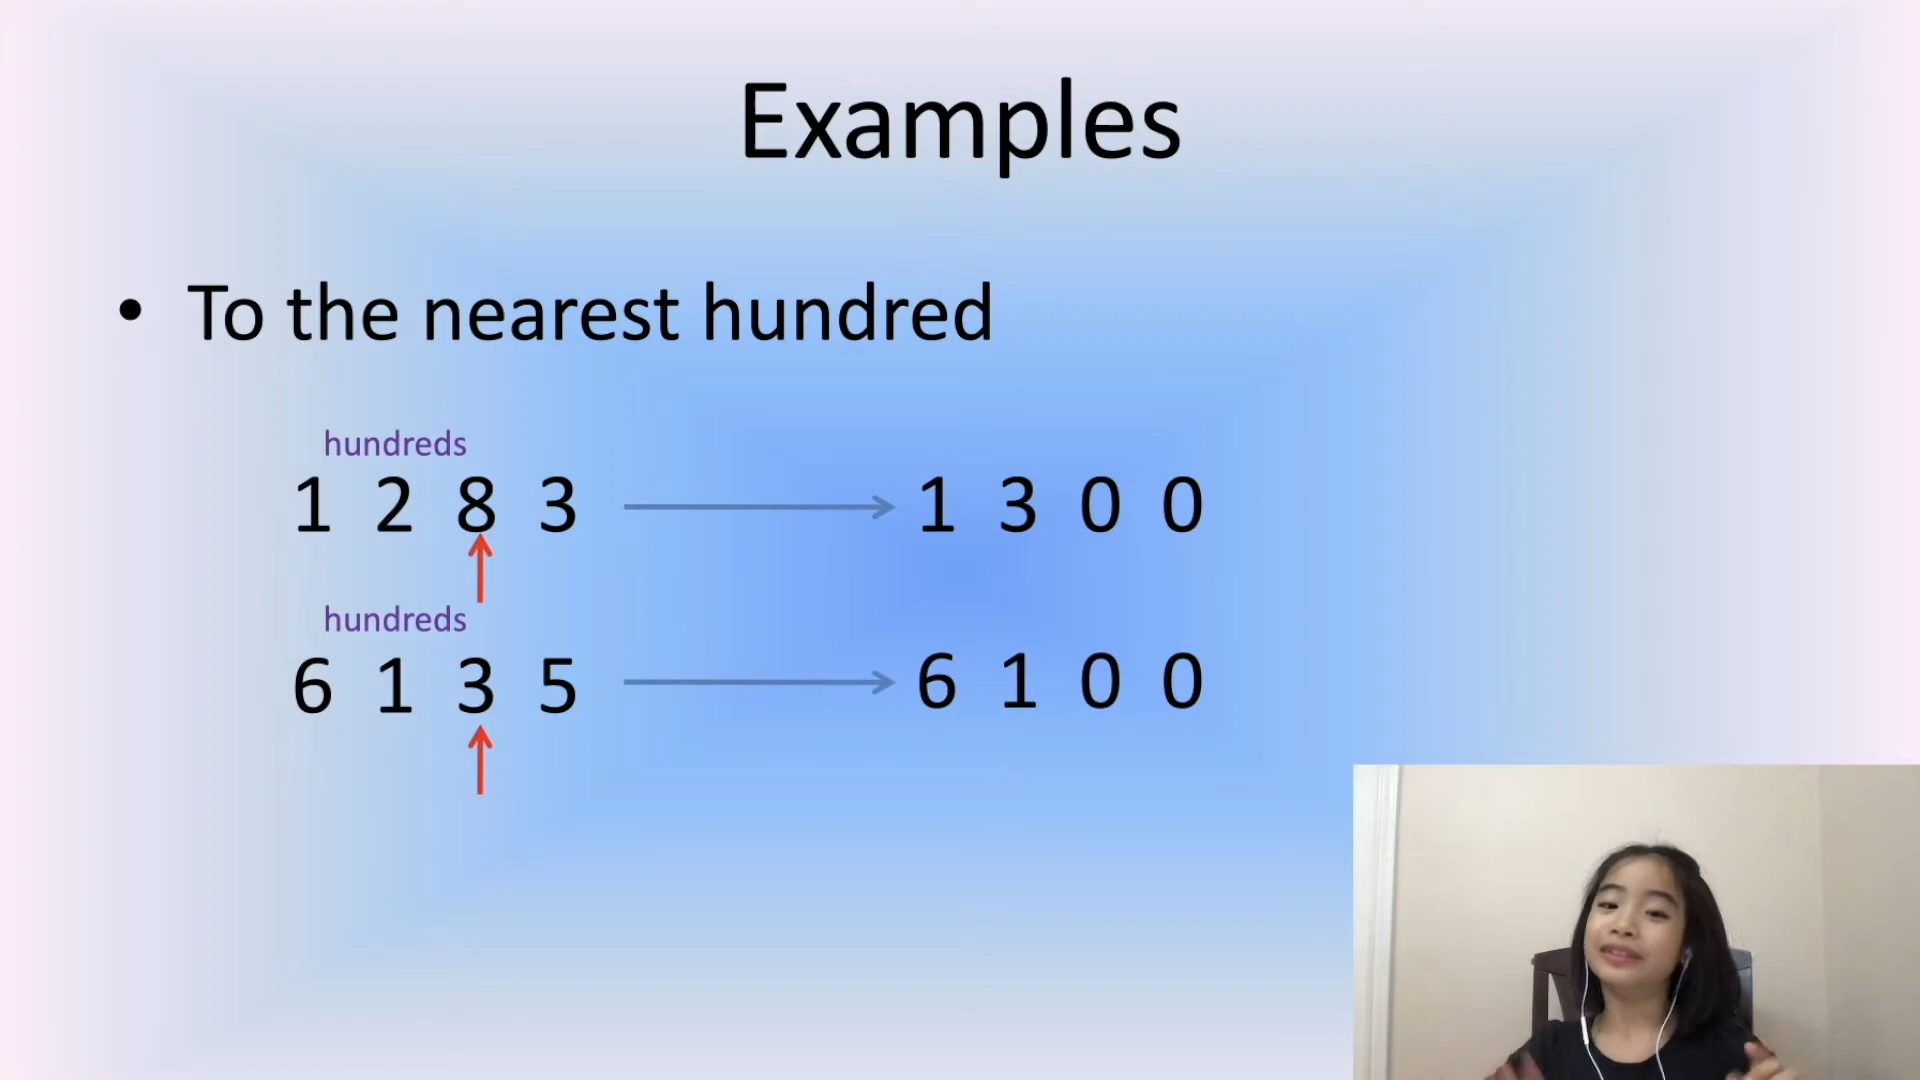 Examples
• To the nearest hundred
hundreds
1 2 8 3 1 3 0 0
hundreds
6 1 3 5 6 1 0 0